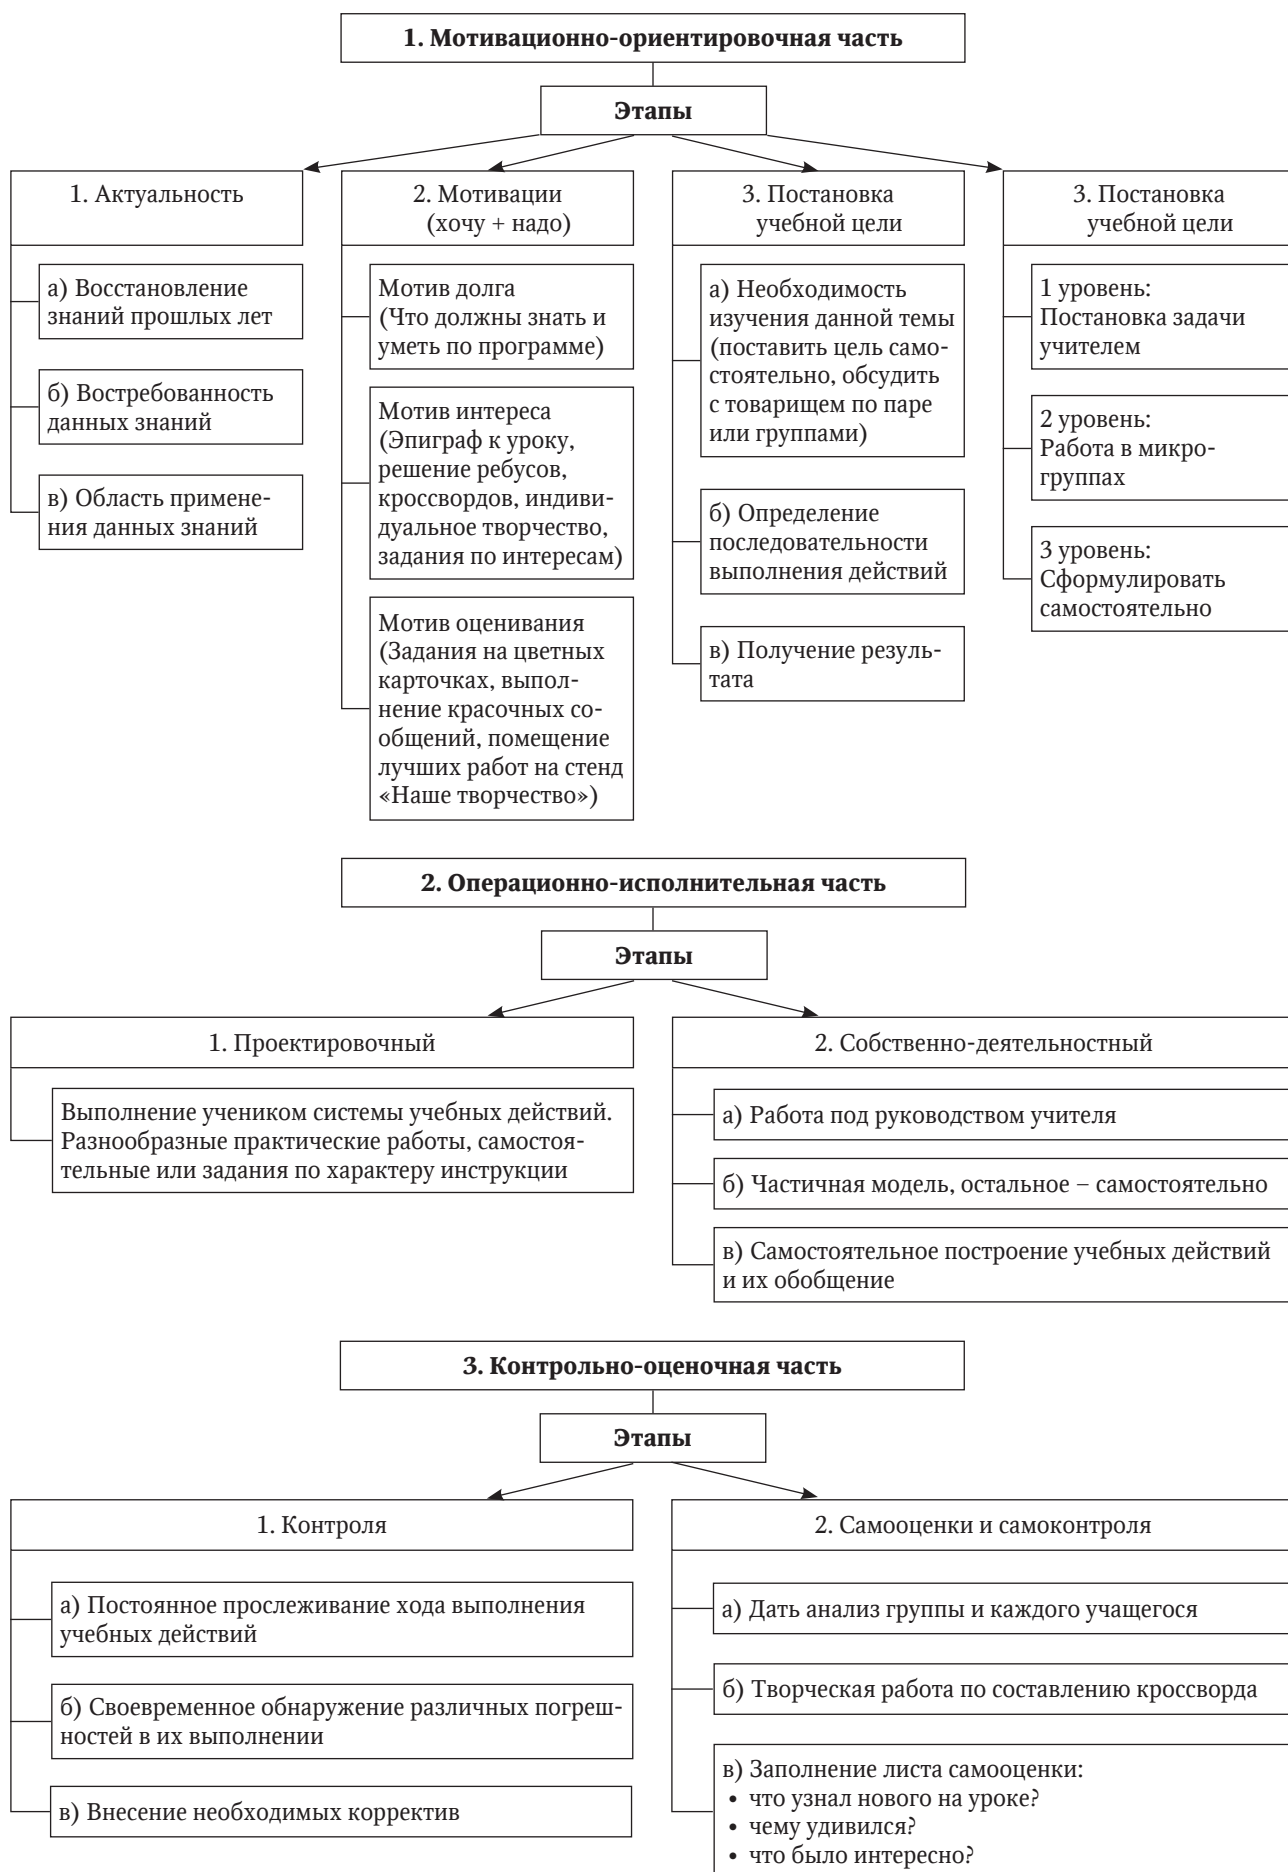 1. Мотивационно-ориентировочная часть
Этапы
1. Актуальность
а) Восстановление
знаний прошлых лет
б) Востребованность
данных знаний
в) Область примене-
ния данных знаний
2. Мотивации
(хочу + надо)
Мотив долга
(Что должны знать и
уметь по программе)
Мотив интереса
(Эпиграф к уроку,
решение ребусов,
кроссвордов, индиви-
дуальное творчество,
задания по интересам)
Мотив оценивания
(Задания на цветных
карточках, выпол-
нение красочных со-
общений, помещение
лучших работ на стенд
«Наше творчество»)
3. Постановка
учебной цели
а) Необходимость
изучения данной темы
(поставить цель само-
стоятельно, обсудить
с товарищем по паре
или группами)
б) Определение
последовательности
выполнения действий
в) Получение резуль-
тата
3. Постановка
учебной цели
1 уровень:
Постановка задачи
учителем
2 уровень:
Работа в микро-
группах
3 уровень:
Сформулировать
самостоятельно
2. Операционно-исполнительная часть
Этапы
1. Проектировочный
Выполнение учеником системы учебных действий.
Разнообразные практические работы, самостоя-
тельные или задания по характеру инструкции
2. Собственно-деятельностный
а) Работа под руководством учителя
б) Частичная модель, остальное – самостоятельно
в) Самостоятельное построение учебных действий
и их обобщение
3. Контрольно-оценочная часть
Этапы
1. Контроля
а) Постоянное прослеживание хода выполнения
учебных действий
б) Своевременное обнаружение различных погреш-
ностей в их выполнении
в) Внесение необходимых корректив
2. Самооценки и самоконтроля
а) Дать анализ группы и каждого учащегося
б) Творческая работа по составлению кроссворда
в) Заполнение листа самооценки:
• что узнал нового на уроке?
• чему удивился?
• что было интересно?